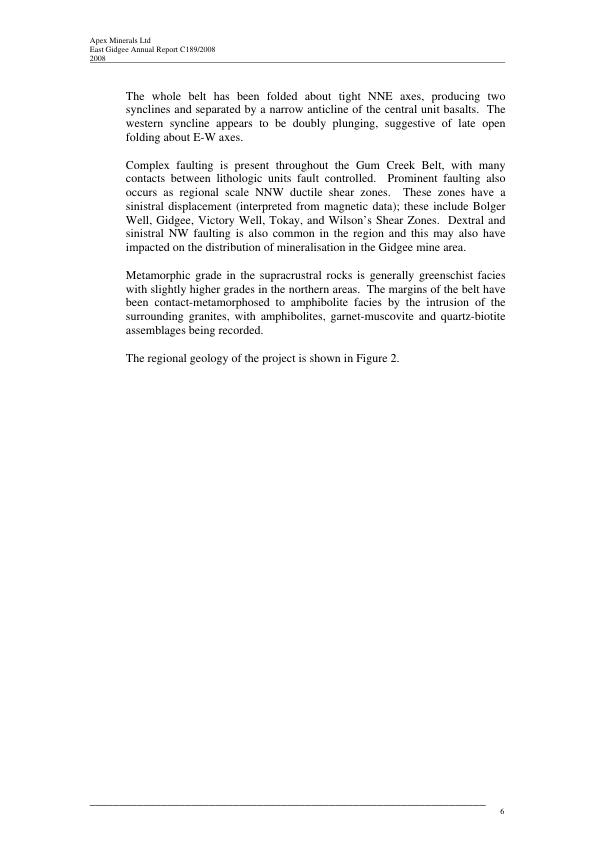 Apex Minerals Ltd
East Gidgee Annual Report C189/2008
2008
The whole belt has been folded about tight NNE axes, producing two
synclines and separated by a narrow anticline of the central unit basalts.  The
western syncline appears to be doubly plunging, suggestive of late open
folding about E-W axes.
Complex faulting is present throughout the Gum Creek Belt, with many
contacts between lithologic units fault controlled.  Prominent faulting also
occurs as regional scale NNW ductile shear zones.  These zones have a
sinistral displacement (interpreted from magnetic data); these include Bolger
Well, Gidgee, Victory Well, Tokay, and Wilson's Shear Zones.  Dextral and
sinistral NW faulting is also common in the region and this may also have
impacted on the distribution of mineralisation in the Gidgee mine area.
Metamorphic grade in the supracrustral rocks is generally greenschist facies
with slightly higher grades in the northern areas.  The margins of the belt have
been contact-metamorphosed to amphibolite facies by the intrusion of the
surrounding granites, with amphibolites, garnet-muscovite and quartz-biotite
assemblages being recorded.
The regional geology of the project is shown in Figure 2.
6